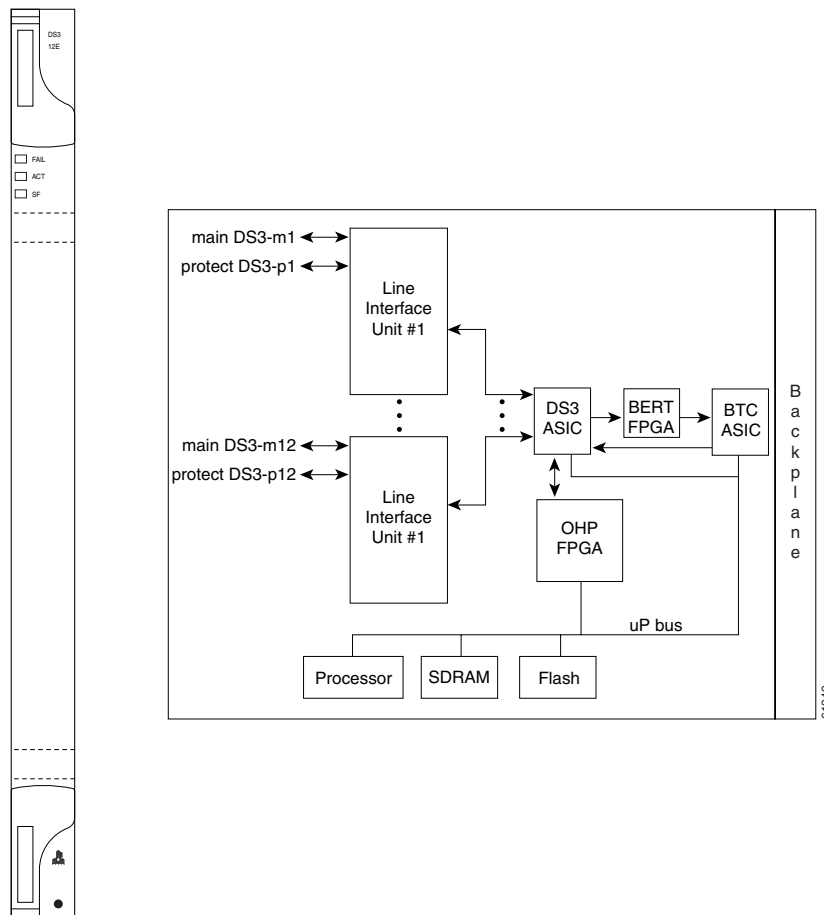 DS3
12E
FAIL
ACT
SF
main DS3-m1
protect DS3-p1
Line
Interface
Unit #1
main DS3-m12
protect DS3-p12
Line
Interface
Unit #1
DS3
ASIC
BERT
FPGA
BTC
ASIC
OHP
FPGA
uP bus
Processor
SDRAM
Flash
Backplane